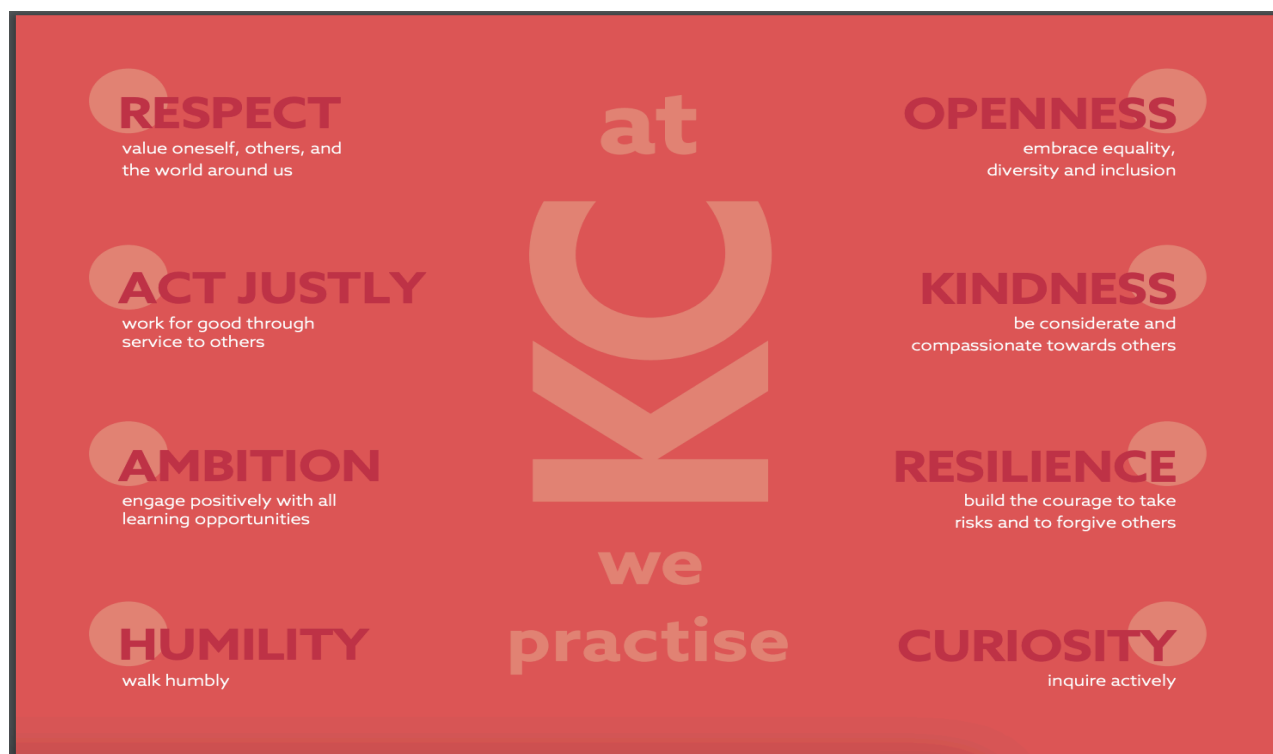 RESPECT
value oneself, others, and
the world around us
ACT JUSTLY
work for good through
service to others
AMBITION
engage positively with all
learning opportunities
HUMILITY
walk humbly
at
KC
we
practise
OPENNESS
embrace equality,
diversity and inclusion
KINDNESS
be considerate and
compassionate towards others
RESILIENCE
build the courage to take
risks and to forgive others
CURIOSITY
inquire actively